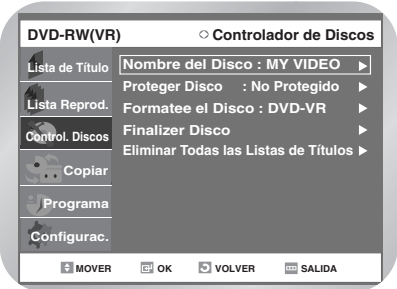 DVD-RW(VR)
Controlador de Discos
Lista de Título
Lista Reprod.
Control. Discos
Copiar
Programa
Configurac.
Nombre del Disco : MY VIDEO
Proteger Disco : No Protegido
Formatee el Disco : DVD-VR
Finalizer Disco
Eliminar Todas las Listas de Títulos
MOVER OK VOLVER SALIDA